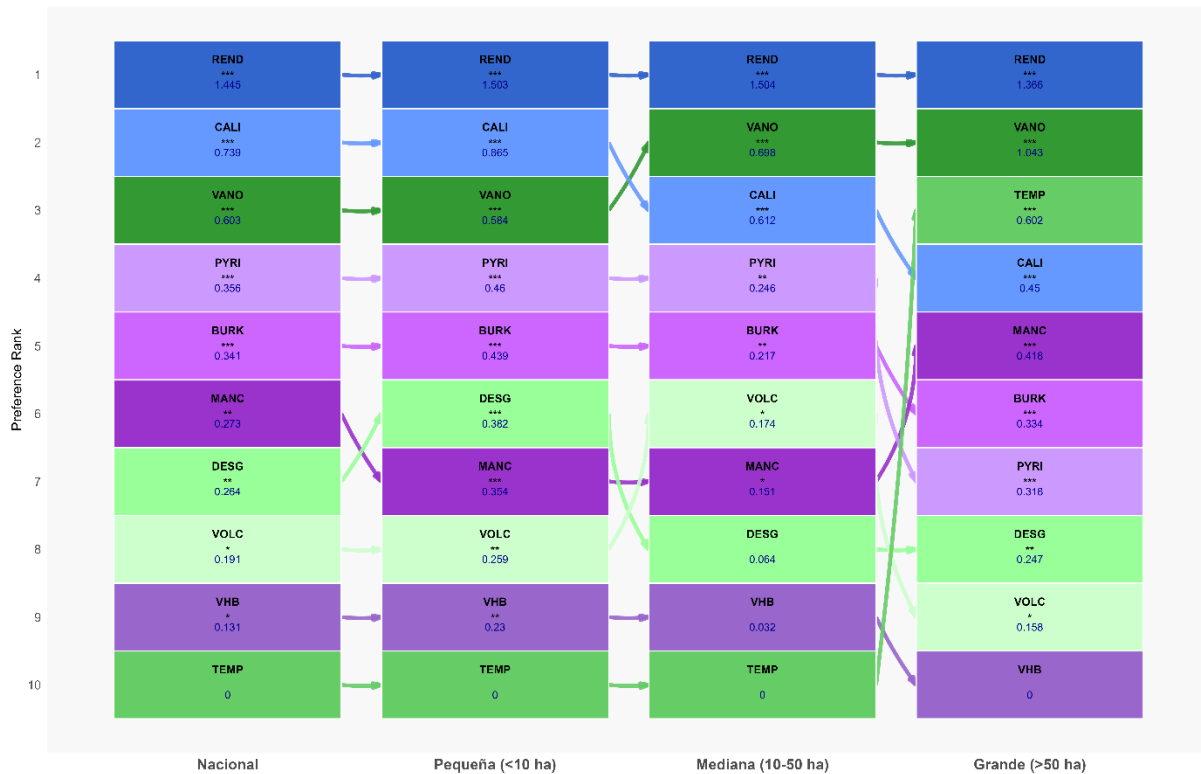 REND
***
1.445
REND
***
1.503
REND
***
1.504
REND
***
1.366
1
CALI
***
0.739
CALI
***
0.865
VANO
***
0.698
VANO
***
1.043
2
VANO
***
0.603
VANO
***
0.584
CALI
***
0.612
TEMP
***
0.602
3
PYRI
***
0.356
PYRI
***
0.46
PYRI
**
0.246
CALI
***
0.45
4
BURK
***
0.341
BURK
***
0.439
BURK
**
0.217
MANC
***
0.418
5
MANC
**
0.273
DESG
***
0.382
VOLC
*
0.174
BURK
***
0.334
6
DESG
**
0.264
MANC
***
0.354
MANC
*
0.151
PYRI
***
0.316
7
VOLC
*
0.191
VOLC
**
0.259
DESG
0.064
DESG
**
0.247
8
VHB
*
0.131
VHB
**
0.23
VHB
0.032
VOLC
*
0.158
9
TEMP
0
TEMP
0
TEMP
0
VHB
0
10
Preference Rank
Nacional
Pequeña (<10 ha)
Mediana (10-50 ha)
Grande (>50 ha)